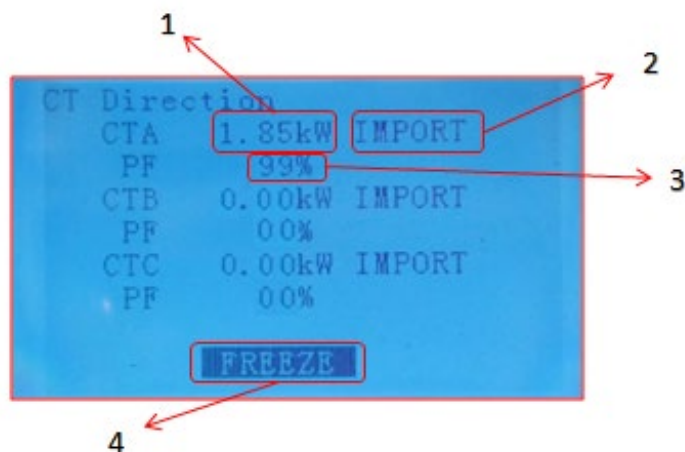 1
2
CT Direction
CTA 1.85kW IMPORT
PF 99%
3
CTB 0.00kW IMPORT
PF 00%
CTC 0.00kW IMPORT
PF 00%
FREEZE
4